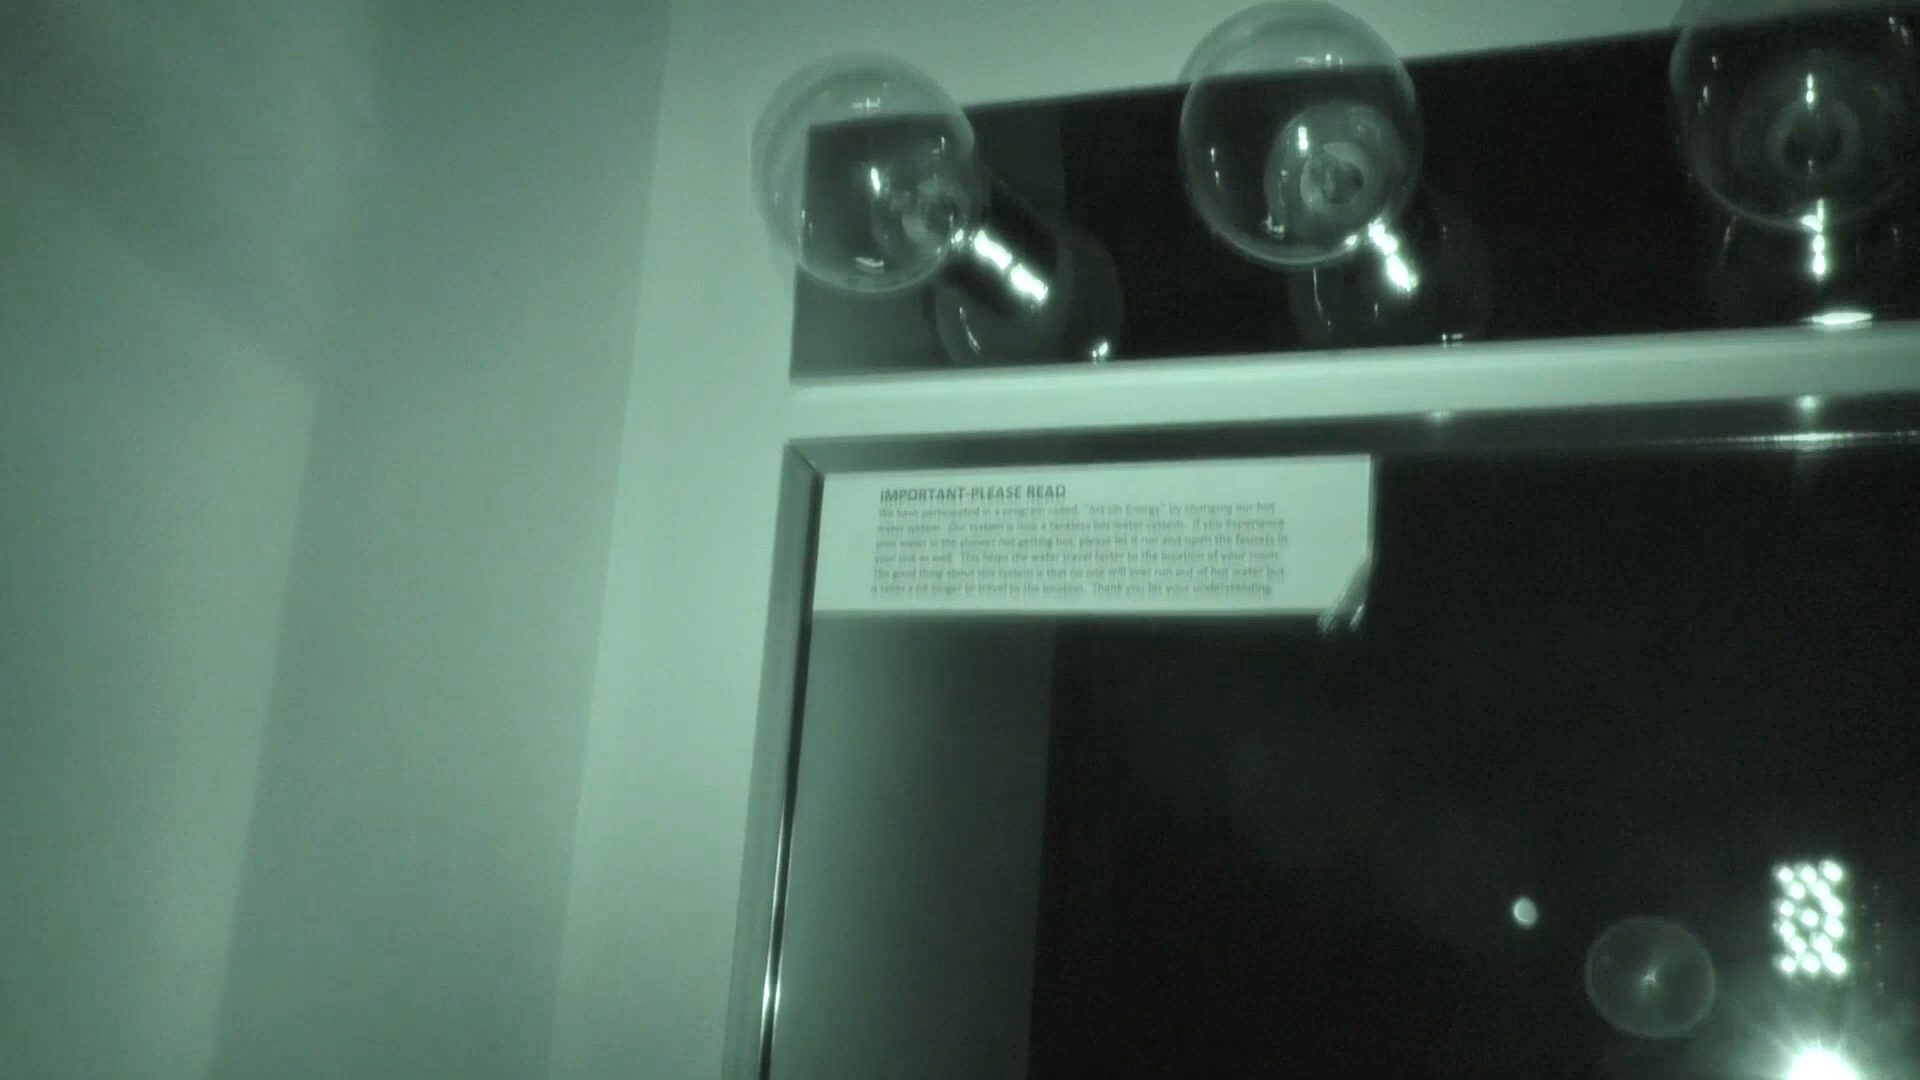 IMPORTANT-PLEASE READ
We have participated in a program called, "Act On Energy" by changing our hot
water system. Our system is now a tankless hot water system. If you experience
your water in the shower not getting hot, please let it run and open the faucets in
your sink as well. This helps the water travel faster to the location of your room.
The good thing about this system is that no one will ever run out of hot water but
it takes a bit longer to travel to the location. Thank you for your understanding.